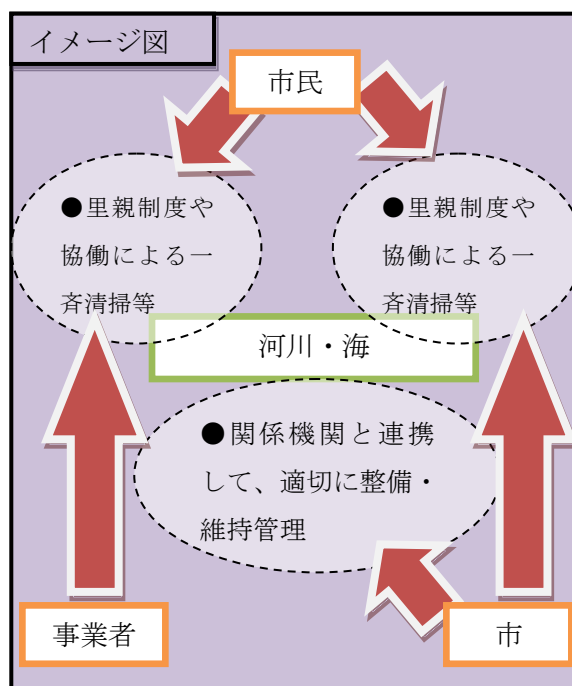 イメージ図
市民
●里親制度や
協働による一
斉清掃等
●里親制度や
協働による一
斉清掃等
河川・海
●関係機関と連携
して、適切に整備・
維持管理
事業者
市